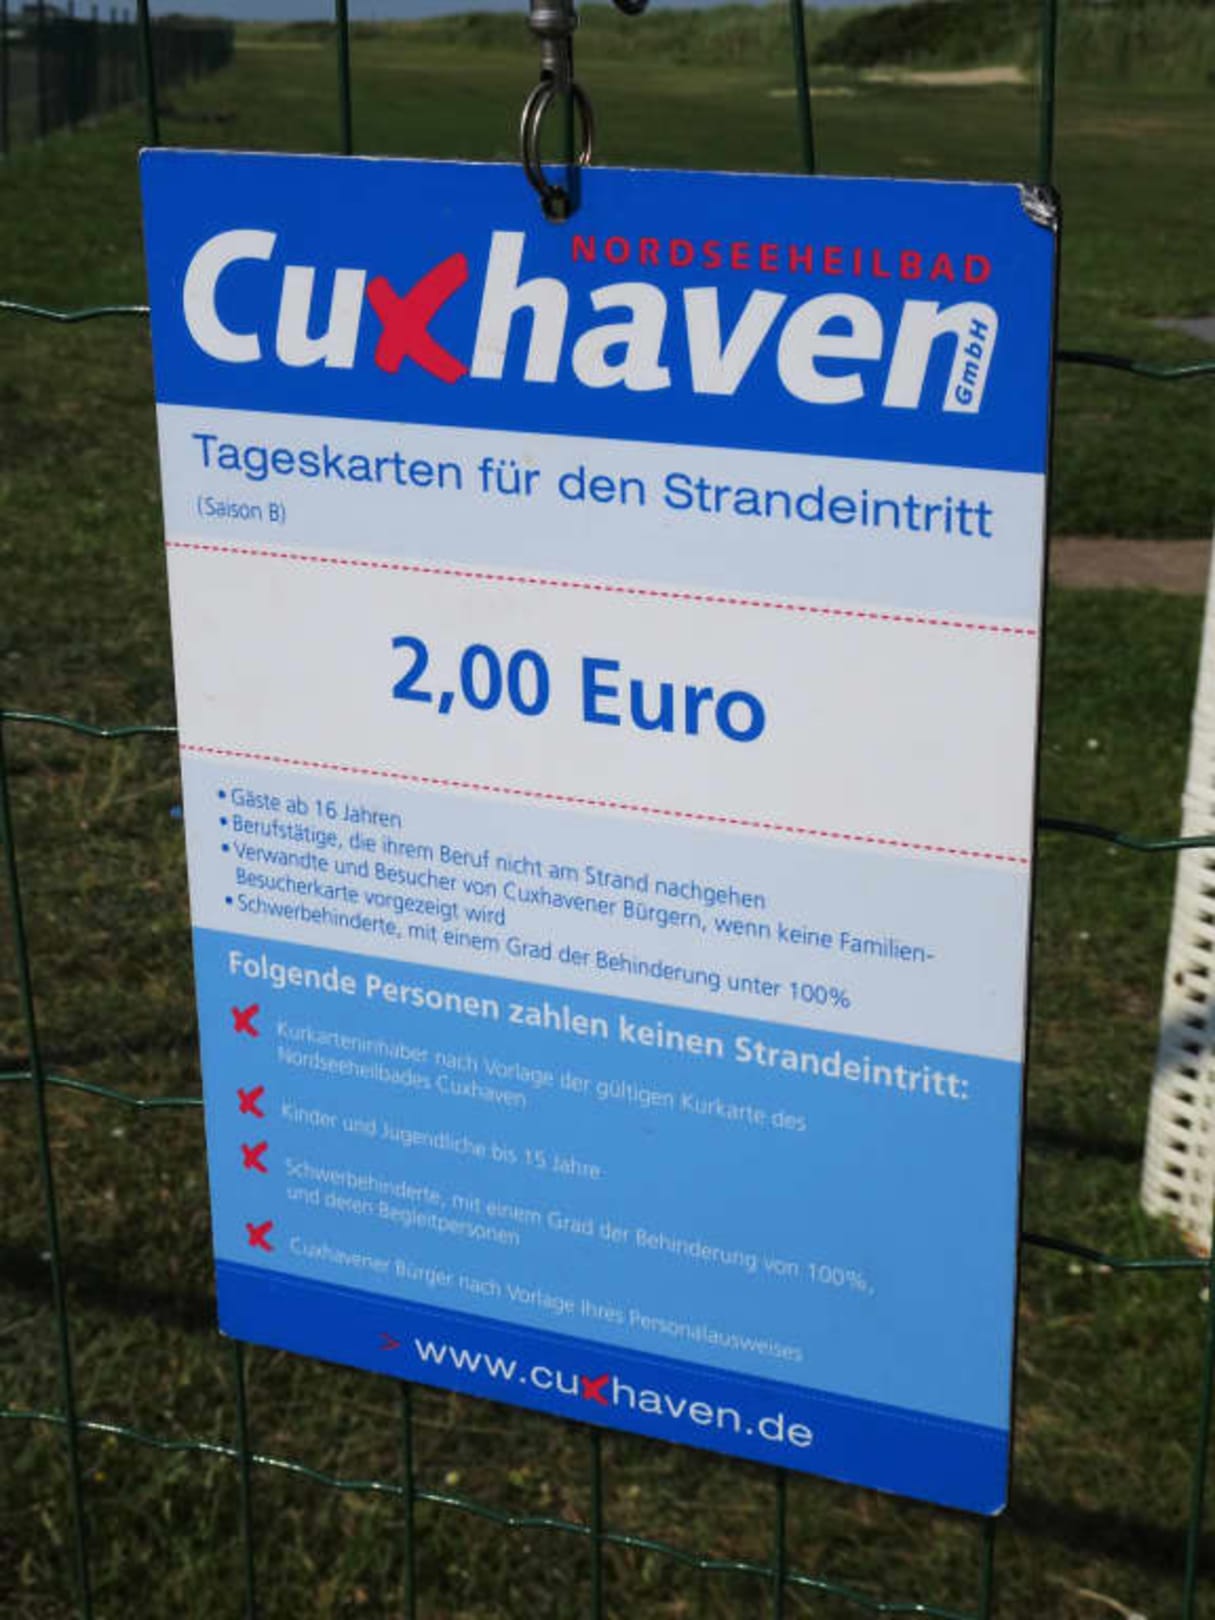 NORDSEEHEILBAD
Cuxhaven GmbH
Tageskarten für den Strandeintritt
(Saison B)
2,00 Euro
• Gäste ab 16 Jahren
• Berufstätige, die ihrem Beruf nicht am Strand nachgehen
• Verwandte und Besucher von Cuxhavener Bürgern, wenn keine Familien-
Besucherkarte vorgezeigt wird
• Schwerbehinderte, mit einem Grad der Behinderung unter 100%
Folgende Personen zahlen keinen Strandeintritt:
Kurkarteninhaber nach Vorlage der gültigen Kurkarte des
Nordseeheilbades Cuxhaven
Kinder und Jugendliche bis 15 Jahre
Schwerbehinderte, mit einem Grad der Behinderung von 100%,
und deren Begleitpersonen
Cuxhavener Bürger nach Vorlage Ihres Personalausweises
> www.cuxhaven.de